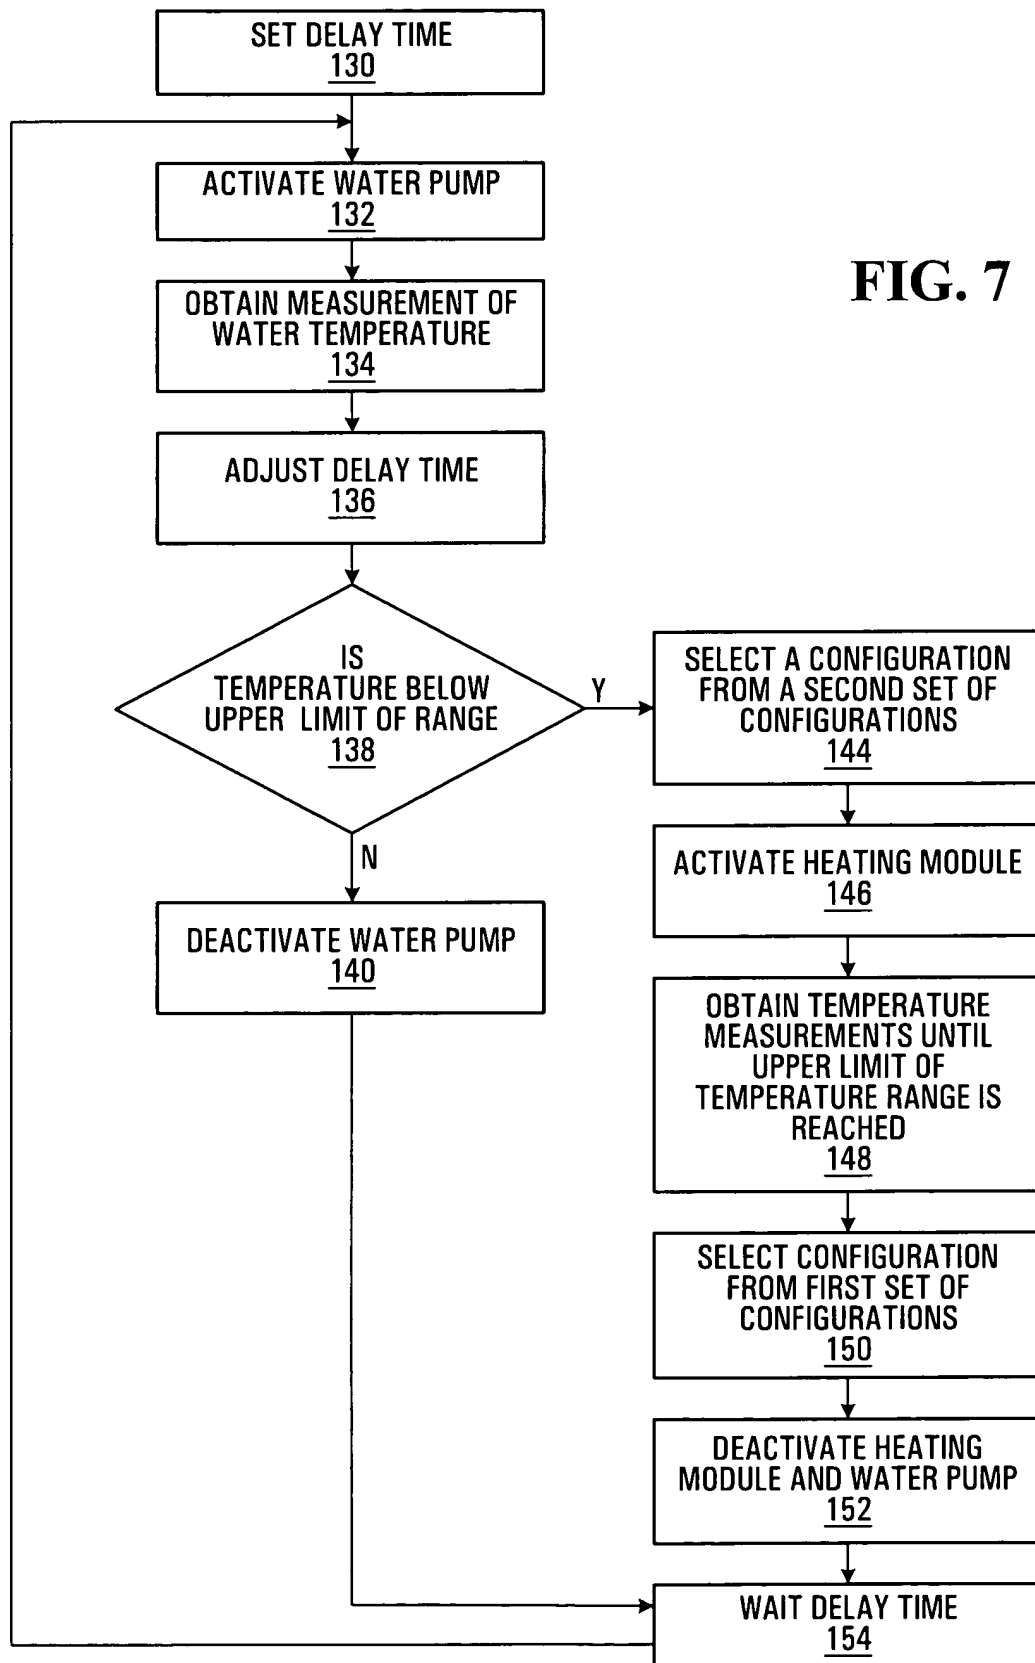 SET DELAY TIME
130
ACTIVATE WATER PUMP
132
OBTAIN MEASUREMENT OF
WATER TEMPERATURE
134
ADJUST DELAY TIME
136
IS
TEMPERATURE BELOW
UPPER LIMIT OF RANGE
138
Y
N
DEACTIVATE WATER PUMP
140
FIG. 7
SELECT A CONFIGURATION
FROM A SECOND SET OF
CONFIGURATIONS
144
ACTIVATE HEATING MODULE
146
OBTAIN TEMPERATURE
MEASUREMENTS UNTIL
UPPER LIMIT OF
TEMPERATURE RANGE IS
REACHED
148
SELECT CONFIGURATION
FROM FIRST SET OF
CONFIGURATIONS
150
DEACTIVATE HEATING
MODULE AND WATER PUMP
152
WAIT DELAY TIME
154